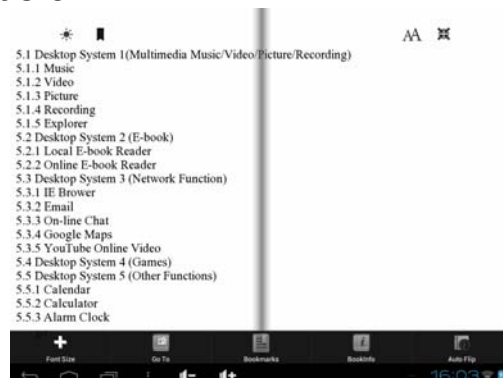 AA
5.1 Desktop System 1(Multimedia Music/Video/Picture/Recording)
5.1.1 Music
5.1.2 Video
5.1.3 Picture
5.1.4 Recording
5.1.5 Explorer
5.2 Desktop System 2 (E-book)
5.2.1 Local E-book Reader
5.2.2 Online E-book Reader
5.3 Desktop System 3 (Network Function)
5.3.1 IE Brower
5.3.2 Email
5.3.3 On-line Chat
5.3.4 Google Maps
5.3.5 YouTube Online Video
5.4 Desktop System 4 (Games)
5.5 Desktop System 5 (Other Functions)
5.5.1 Calendar
5.5.2 Calculator
5.5.3 Alarm Clock
Font Size Go To Bookmarks BookInfo Auto Flip
16:03